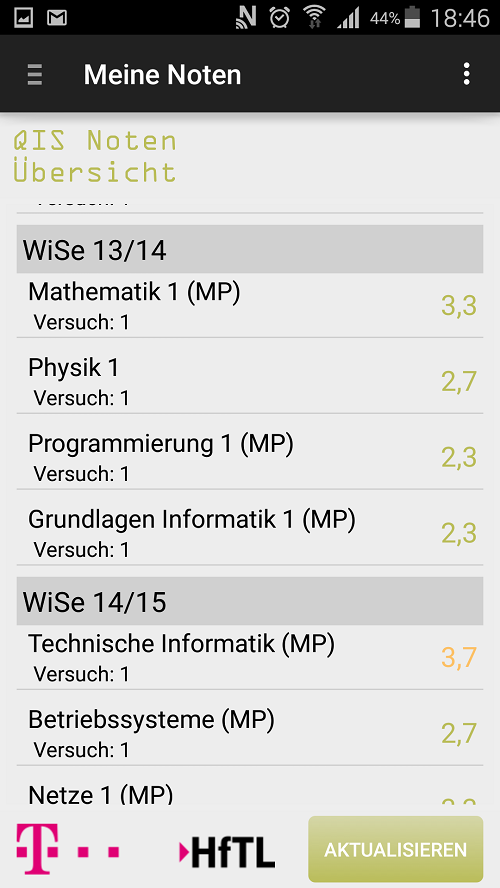 44% 18:46
Meine Noten
QIS Noten
Übersicht
WiSe 13/14
Mathematik 1 (MP)
3,3
Versuch: 1
Physik 1
2,7
Versuch: 1
Programmierung 1 (MP)
2,3
Versuch: 1
Grundlagen Informatik 1 (MP)
2,3
Versuch: 1
WiSe 14/15
Technische Informatik (MP)
3,7
Versuch: 1
Betriebssysteme (MP)
2,7
Versuch: 1
Netze 1 (MP)
T
HfTL
AKTUALISIEREN